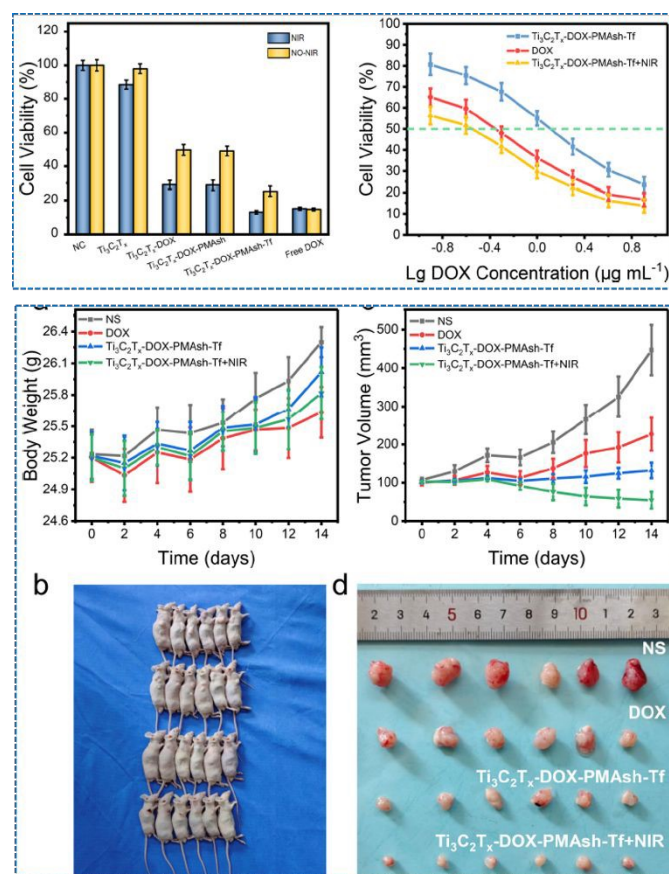 Cell Viability (%)
100
80
60
40
20
0
NIR
NO-NIR
NC
Ti₃C₂Tₓ
Ti₃C₂Tₓ-DOX
Ti₃C₂Tₓ-DOX-PMAsh
Ti₃C₂Tₓ-DOX-PMAsh-Tf
Free DOX
Cell Viability (%)
100
90
80
70
60
50
40
30
20
10
0
Ti₃C₂Tₓ-DOX-PMAsh-Tf
DOX
Ti₃C₂Tₓ-DOX-PMAsh-Tf+NIR
-0.8 -0.4 0.0 0.4 0.8
Lg DOX Concentration (μg mL⁻¹)
Body Weight (g)
26.4
26.1
25.8
25.5
25.2
24.9
24.6
NS
DOX
Ti₃C₂Tₓ-DOX-PMAsh-Tf
Ti₃C₂Tₓ-DOX-PMAsh-Tf+NIR
0 2 4 6 8 10 12 14
Time (days)
Tumor Volume (mm³)
500
400
300
200
100
0
NS
DOX
Ti₃C₂Tₓ-DOX-PMAsh-Tf
Ti₃C₂Tₓ-DOX-PMAsh-Tf+NIR
0 2 4 6 8 10 12 14
Time (days)
b
d
2 3 4 5 6 7 8 9 10 1 2 3
NS
DOX
Ti₃C₂Tₓ-DOX-PMAsh-Tf
Ti₃C₂Tₓ-DOX-PMAsh-Tf+NIR